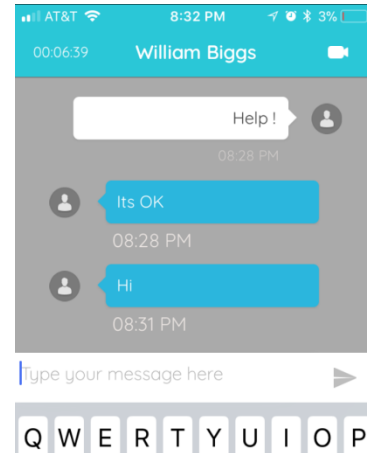 AT&T 8:32 PM 3%
00:06:39 William Biggs
Help !
08:28 PM
Its OK
08:28 PM
Hi
08:31 PM
Type your message here
Q W E R T Y U I O P